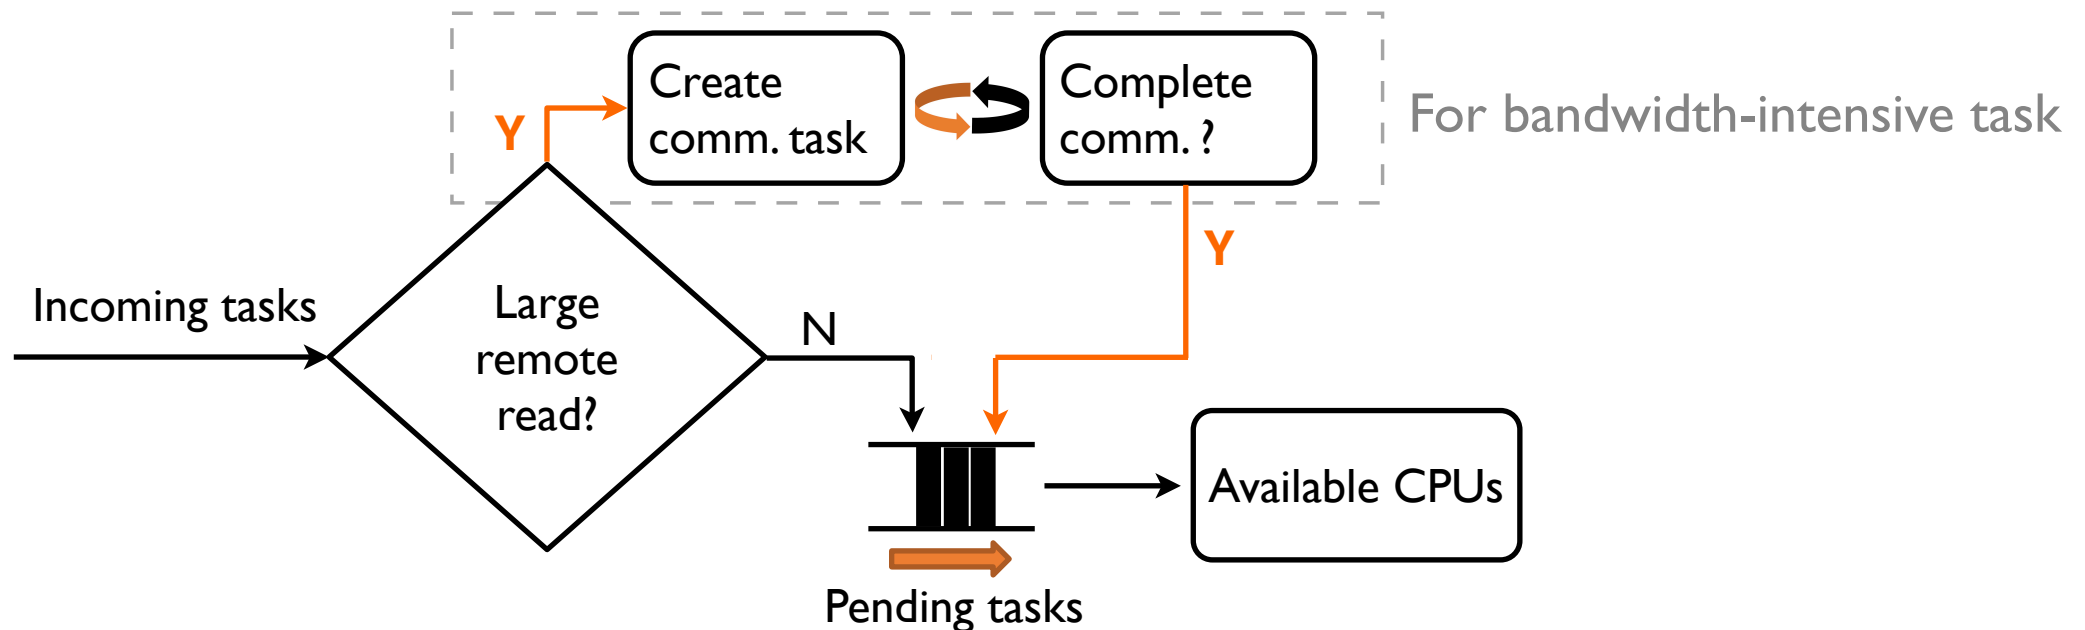 Create
comm. task
Complete
comm. ?
For bandwidth-intensive task
Y
Y
Incoming tasks
Large
remote
read?
N
Available CPUs
Pending tasks